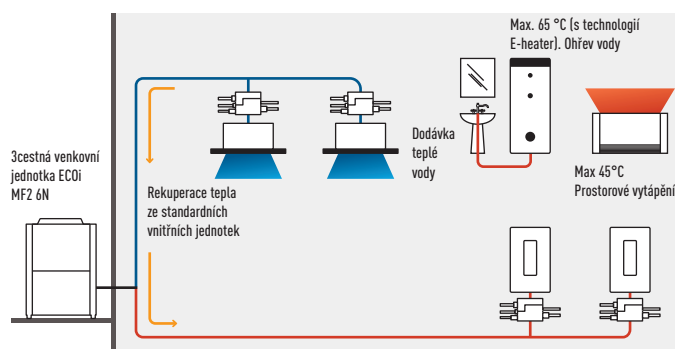 Max. 65 °C (s technologií
E-heater). Ohřev vody
3cestná venkovní
jednotka ECOi
MF2 6N
Rekuperace tepla
ze standardních
vnitřních jednotek
Dodávka
teplé
vody
Max 45°C
Prostorové vytápění